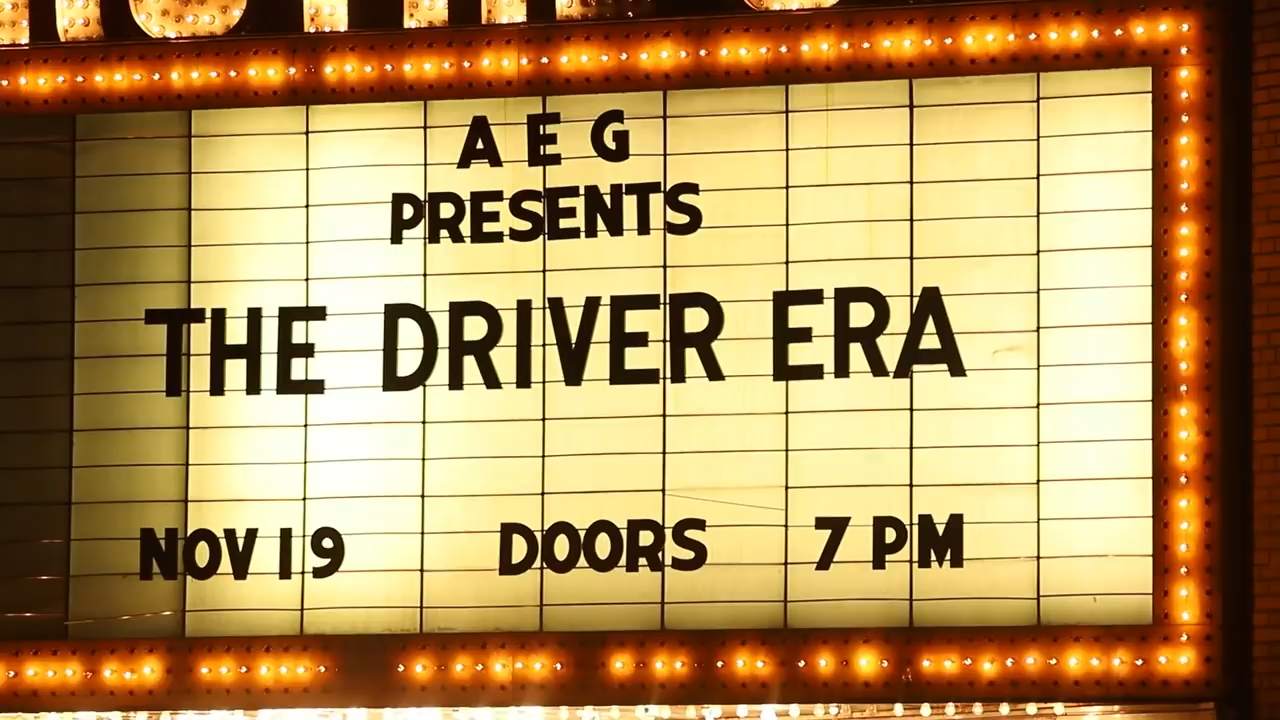 A E G
PRESENTS
THE DRIVER ERA
NOV 19 DOORS 7 PM